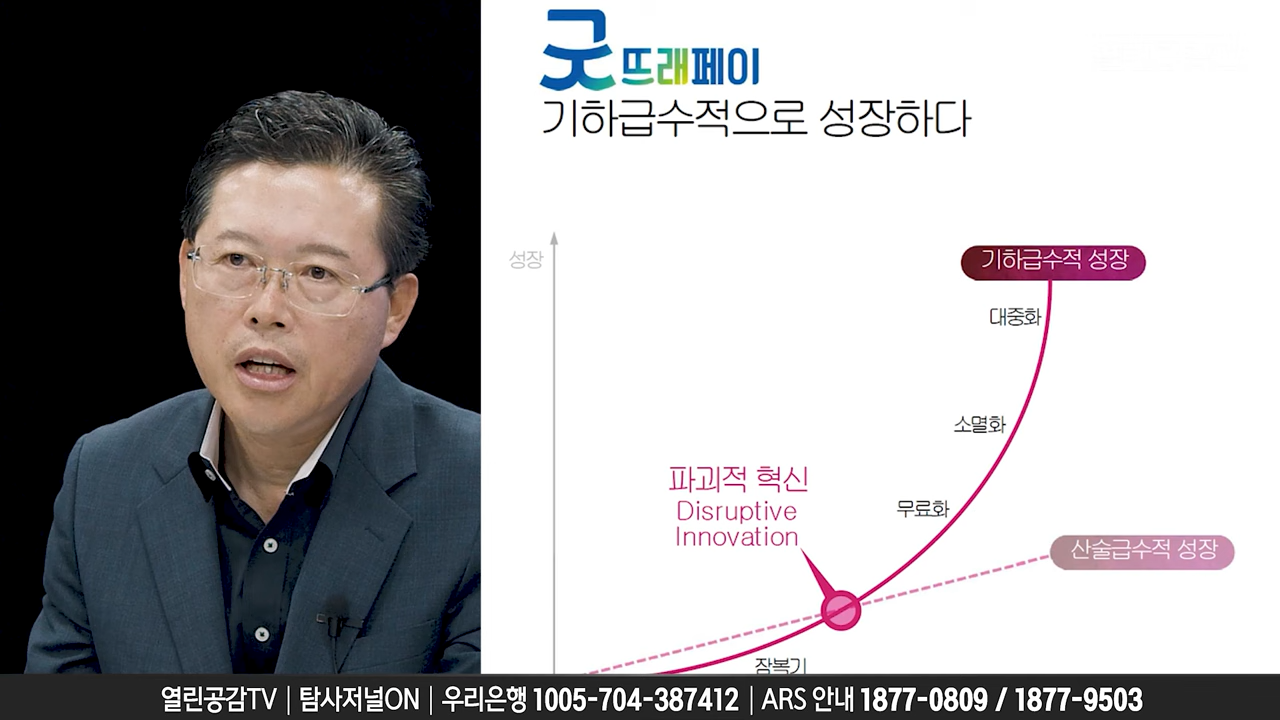 굿뜨래페이
기하급수적으로 성장하다
성장
기하급수적 성장
대중화
소멸화
파괴적 혁신
Disruptive
Innovation
무료화
산술급수적 성장
잠복기
열린공감TV | 탐사저널ON | 우리은행 1005-704-387412 | ARS 안내 1877-0809 / 1877-9503